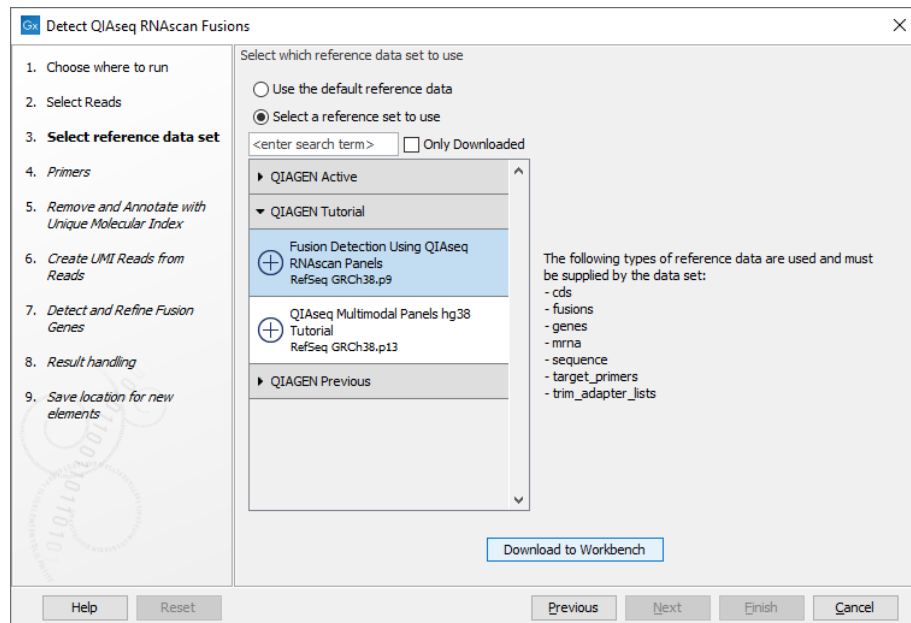 Gx Detect QIAseq RNAscan Fusions
1. Choose where to run
2. Select Reads
3. Select reference data set
4. Primers
5. Remove and Annotate with
Unique Molecular Index
6. Create UMI Reads from
Reads
7. Detect and Refine Fusion
Genes
8. Result handling
9. Save location for new
elements
Select which reference data set to use
Use the default reference data
Select a reference set to use
<enter search term> Only Downloaded
QIAGEN Active
QIAGEN Tutorial
Fusion Detection Using QIAseq
RNAscan Panels
RefSeq GRCh38.p9
QIAseq Multimodal Panels hg38
Tutorial
RefSeq GRCh38.p13
QIAGEN Previous
The following types of reference data are used and must
be supplied by the data set:
- cds
- fusions
- genes
- mrna
- sequence
- target_primers
- trim_adapter_lists
Download to Workbench
Help Reset Previous Next Finish Cancel